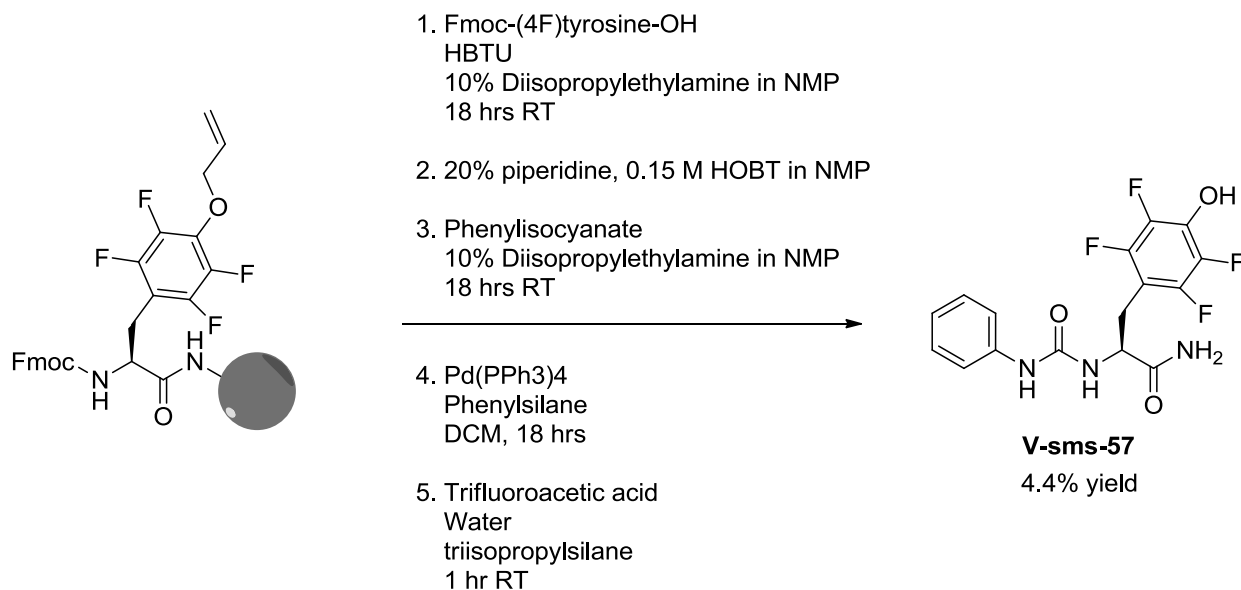 1. Fmoc-(4F)tyrosine-OH
HBTU
10% Diisopropylethylamine in NMP
18 hrs RT
2. 20% piperidine, 0.15 M HOBT in NMP
3. Phenylisocyanate
10% Diisopropylethylamine in NMP
18 hrs RT
4. Pd(PPh3)4
Phenylsilane
DCM, 18 hrs
5. Trifluoroacetic acid
Water
triisopropylsilane
1 hr RT
O
F
F
F
F
H
N
Fmoc
N
H
O
F
OH
F
F
F
O
N
H
N
H
NH2
O
V-sms-57
4.4% yield